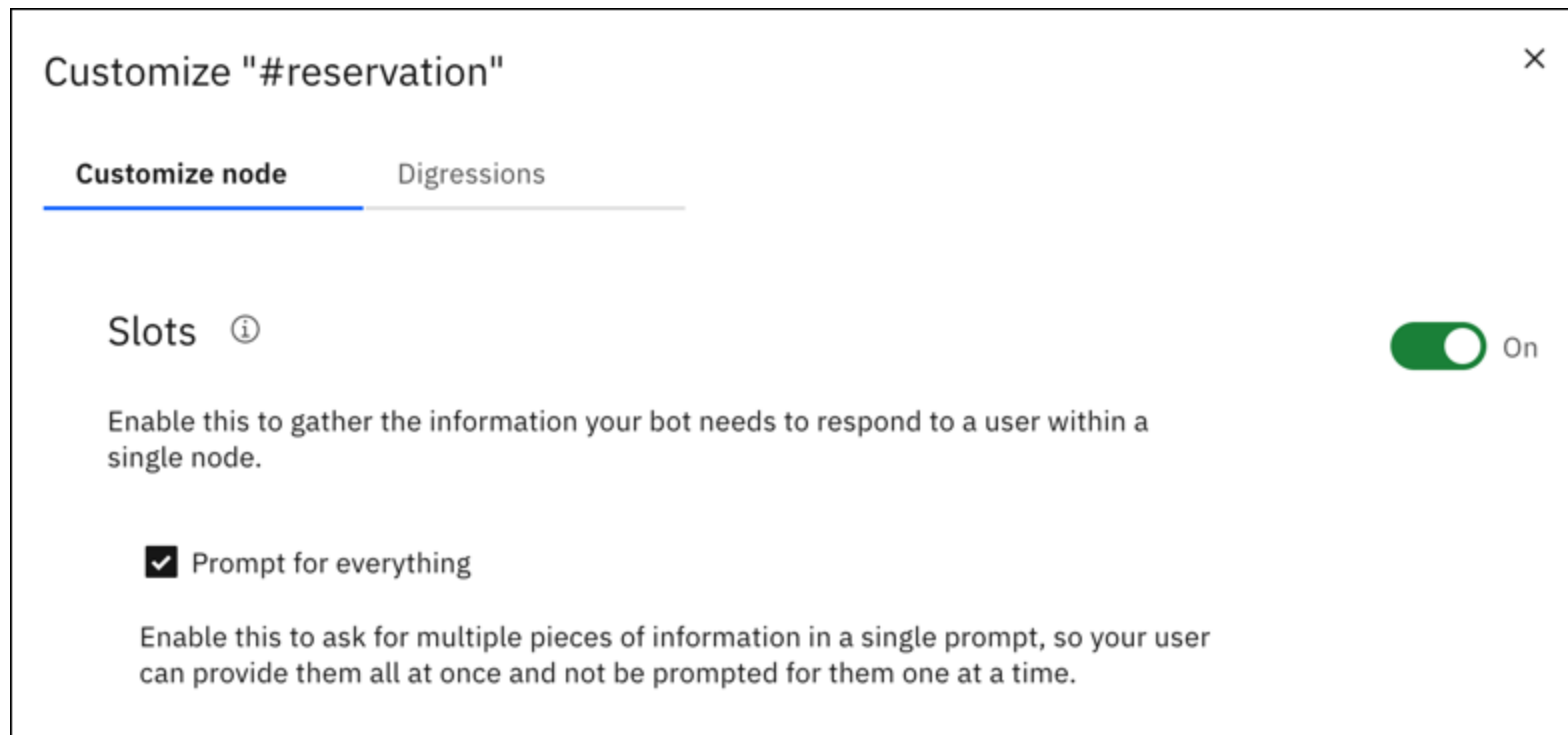 Customize "#reservation"
Customize node
Digressions
Slots
On
Enable this to gather the information your bot needs to respond to a user within a
single node.
Prompt for everything
Enable this to ask for multiple pieces of information in a single prompt, so your user
can provide them all at once and not be prompted for them one at a time.